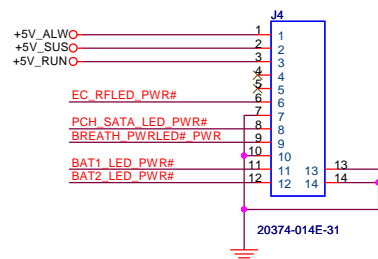 J4
+5V_ALW 1 1
+5V_SUS 2 2
+5V_RUN 3 3
4 4
5 5
EC_RFLED_PWR# 6 6
7 7
PCH_SATA_LED_PWR# 8 8
BREATH_PWRLED#_PWR 9 9
10 10
BAT1_LED_PWR# 11 11 13 13
BAT2_LED_PWR# 12 12 14 14
20374-014E-31